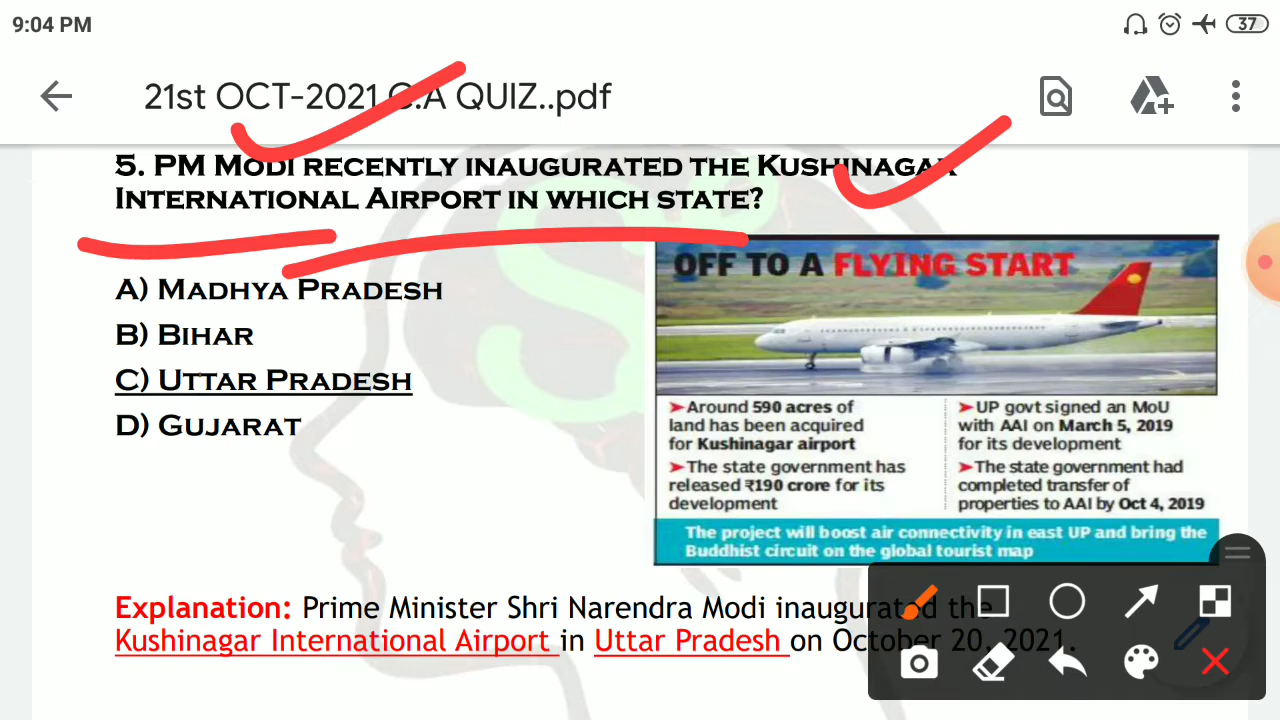 9:04 PM
37
21st OCT-2021 C.A QUIZ..pdf
5. PM MODI RECENTLY INAUGURATED THE KUSHINAGAR
INTERNATIONAL AIRPORT IN WHICH STATE?
A) MADHYA PRADESH
B) BIHAR
C) UTTAR PRADESH
D) GUJARAT
OFF TO A FLYING START
➤Around 590 acres of
land has been acquired
for Kushinagar airport
➤The state government has
released ₹190 crore for its
development
➤UP govt signed an MoU
with AAI on March 5, 2019
for its development
➤The state government had
completed transfer of
properties to AAI by Oct 4, 2019
The project will boost air connectivity in east UP and bring the
Buddhist circuit on the global tourist map
Explanation: Prime Minister Shri Narendra Modi inaugurated the
Kushinagar International Airport in Uttar Pradesh on October 20, 2021.